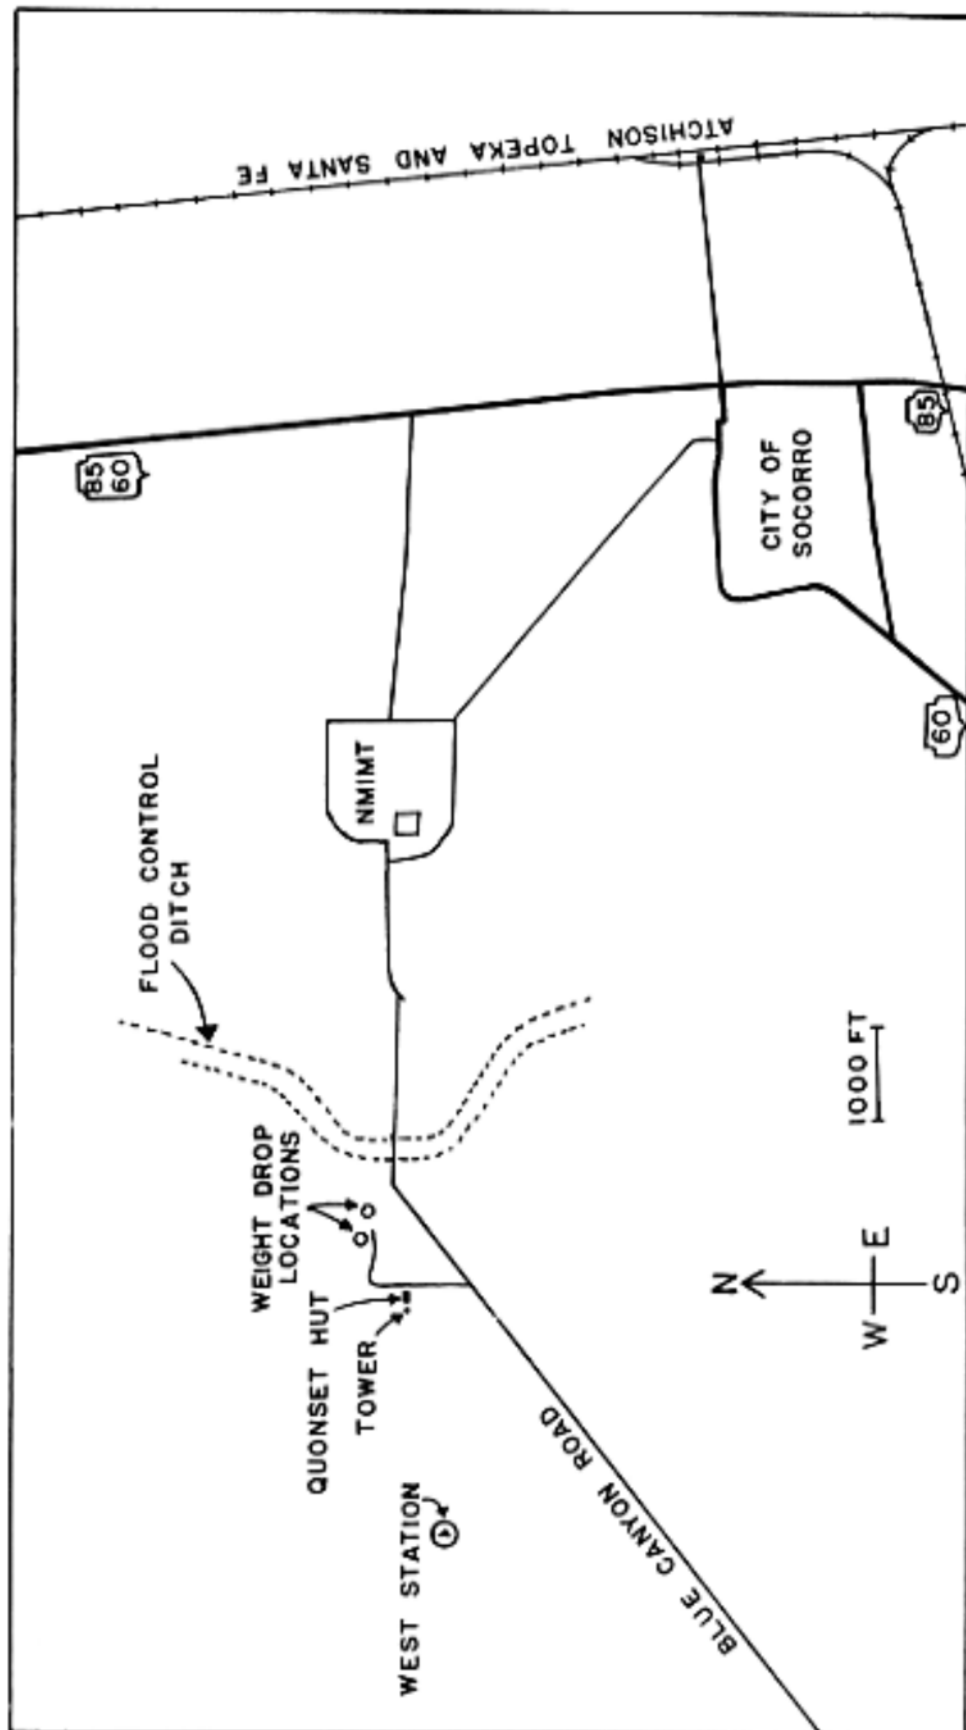 ATCHISON TOPEKA AND SANTA FE
85
60
85
CITY OF
SOCORRO
60
NMIMT
FLOOD CONTROL
DITCH
WEIGHT DROP
LOCATIONS
QUONSET HUT
TOWER
WEST STATION
BLUE CANYON ROAD
1000 FT
N
W E
S